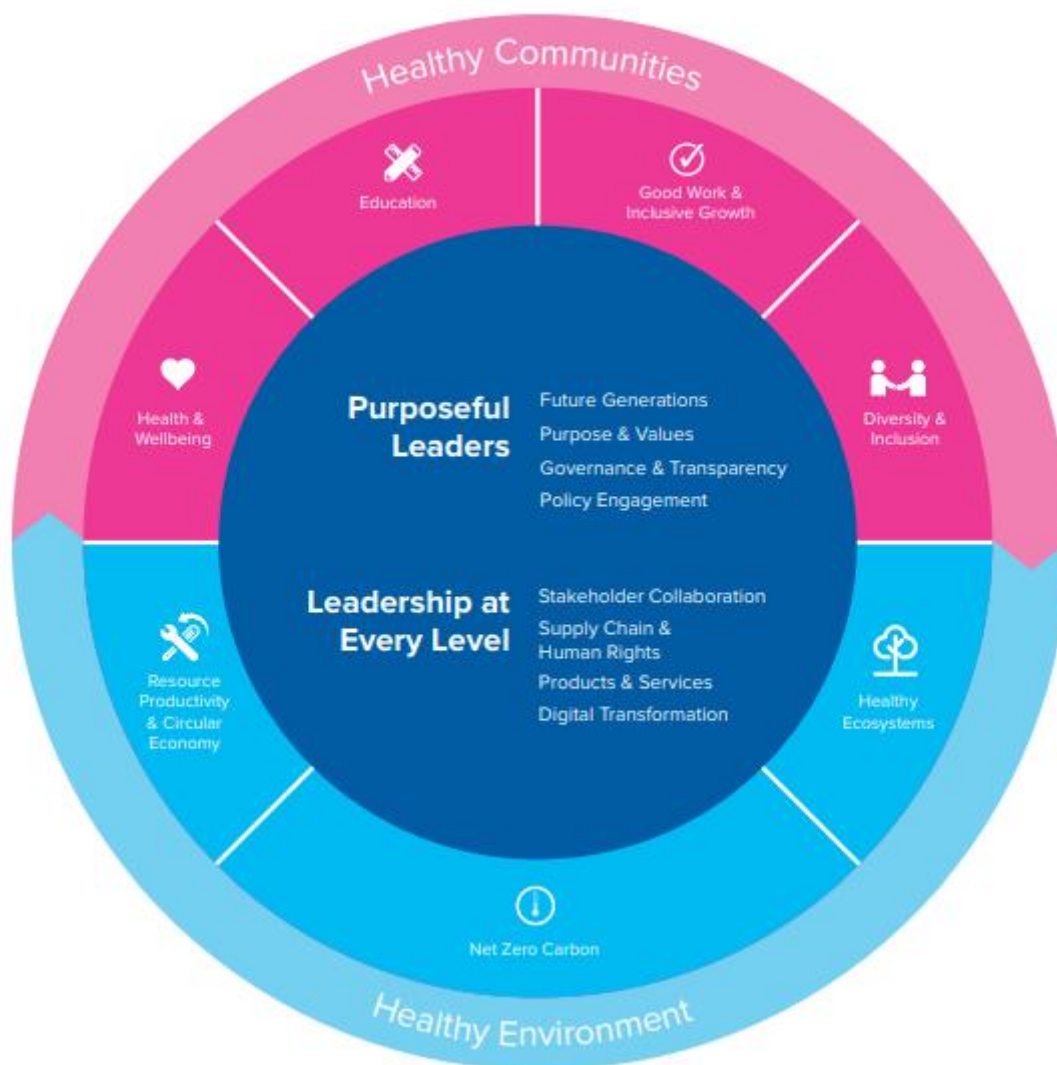 Healthy Communities
Education
Good Work &
Inclusive Growth
Health &
Wellbeing
Diversity &
Inclusion
Purposeful
Leaders
Future Generations
Purpose & Values
Governance & Transparency
Policy Engagement
Leadership at
Every Level
Stakeholder Collaboration
Supply Chain &
Human Rights
Products & Services
Digital Transformation
Resource
Productivity
& Circular
Economy
Healthy
Ecosystems
Net Zero Carbon
Healthy Environment